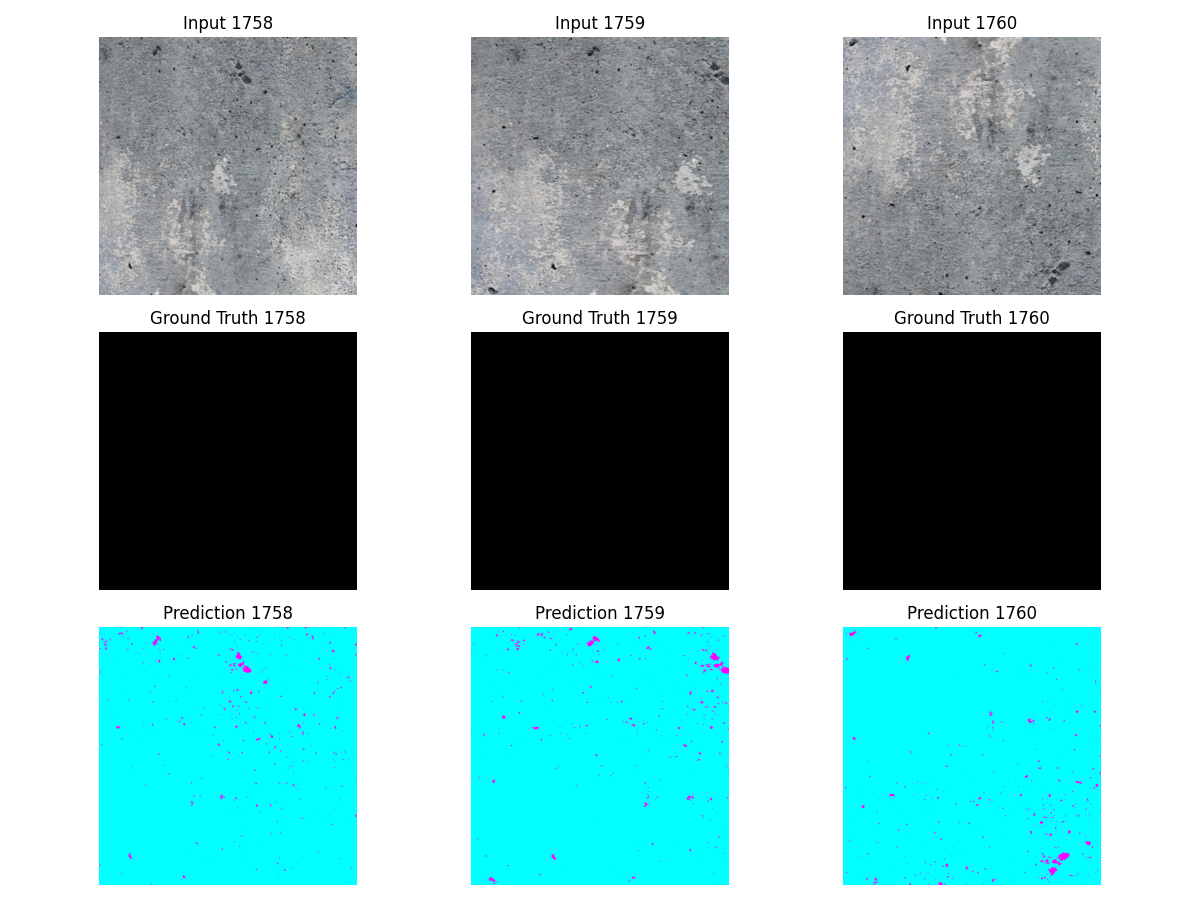 Input 1758
Input 1759
Input 1760
Ground Truth 1758
Ground Truth 1759
Ground Truth 1760
Prediction 1758
Prediction 1759
Prediction 1760